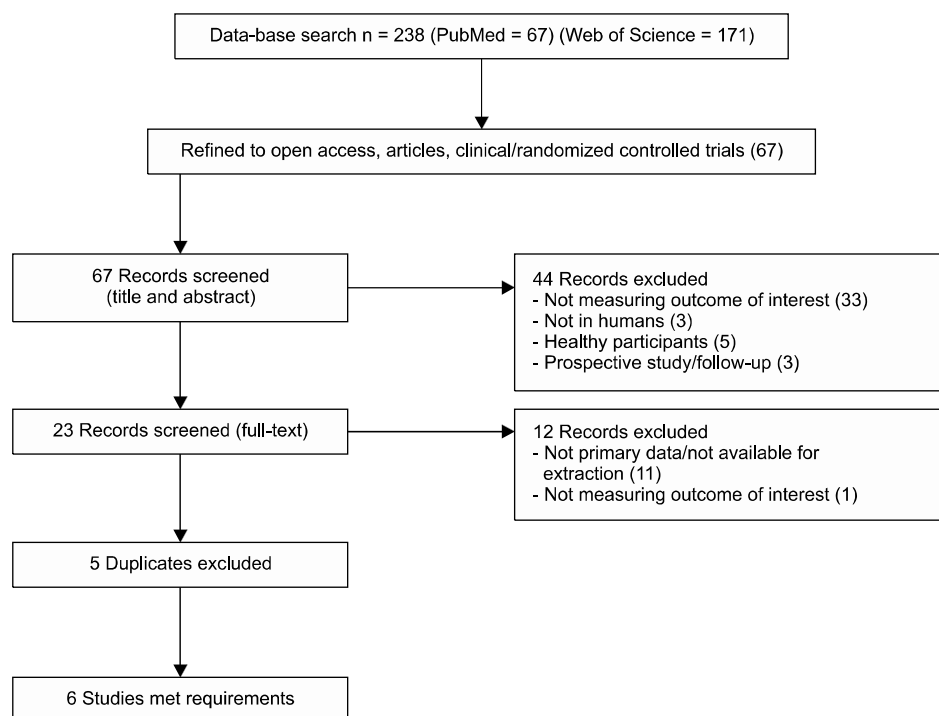 Data-base search n = 238 (PubMed = 67) (Web of Science = 171)
Refined to open access, articles, clinical/randomized controlled trials (67)
67 Records screened
(title and abstract)
44 Records excluded
- Not measuring outcome of interest (33)
- Not in humans (3)
- Healthy participants (5)
- Prospective study/follow-up (3)
23 Records screened (full-text)
12 Records excluded
- Not primary data/not available for
extraction (11)
- Not measuring outcome of interest (1)
5 Duplicates excluded
6 Studies met requirements